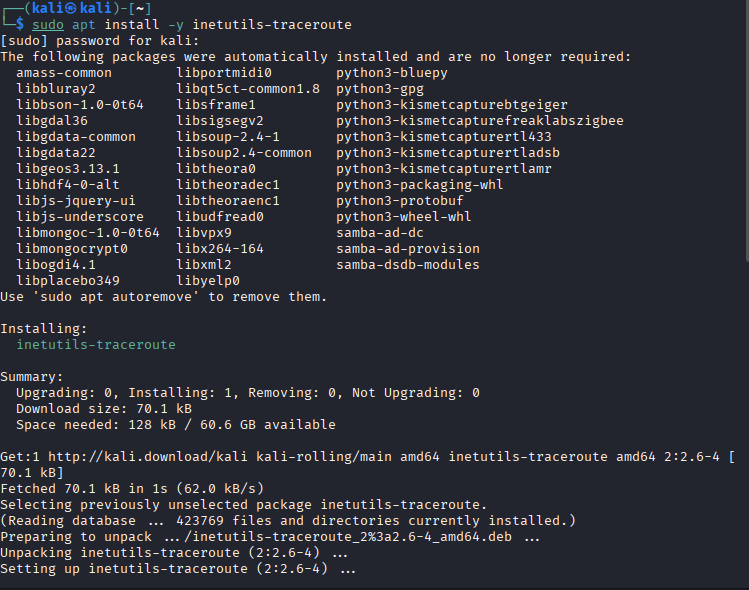 ┌──(kali㉿kali)-[~]
└─$ sudo apt install -y inetutils-traceroute
[sudo] password for kali:
The following packages were automatically installed and are no longer required:
  amass-common        libportmidi0        python3-bluepy
  libbluray2          libqt5ct-common1.8  python3-gpg
  libbson-1.0-0t64    libsframe1          python3-kismetcapturebtgeiger
  libgdal36           libsigsegv2         python3-kismetcapturefreaklabszigbee
  libgdata-common     libsoup-2.4-1       python3-kismetcapturertl433
  libgdata22          libsoup2.4-common   python3-kismetcapturertladsb
  libgeos3.13.1       libtheora0          python3-kismetcapturertlamr
  libhdf4-0-alt       libtheoradec1       python3-packaging-whl
  libjs-jquery-ui     libtheoraenc1       python3-protobuf
  libjs-underscore    libudfread0         python3-wheel-whl
  libmongoc-1.0-0t64  libvpx9             samba-ad-dc
  libmongocrypt0      libx264-164         samba-ad-provision
  libogdi4.1          libxml2             samba-dsdb-modules
  libplacebo349       libyelp0
Use 'sudo apt autoremove' to remove them.

Installing:
  inetutils-traceroute

Summary:
  Upgrading: 0, Installing: 1, Removing: 0, Not Upgrading: 0
  Download size: 70.1 kB
  Space needed: 128 kB / 60.6 GB available

Get:1 http://kali.download/kali kali-rolling/main amd64 inetutils-traceroute amd64 2:2.6-4 [
70.1 kB]
Fetched 70.1 kB in 1s (62.0 kB/s)
Selecting previously unselected package inetutils-traceroute.
(Reading database ... 423769 files and directories currently installed.)
Preparing to unpack .../inetutils-traceroute_2%3a2.6-4_amd64.deb ...
Unpacking inetutils-traceroute (2:2.6-4) ...
Setting up inetutils-traceroute (2:2.6-4) ...